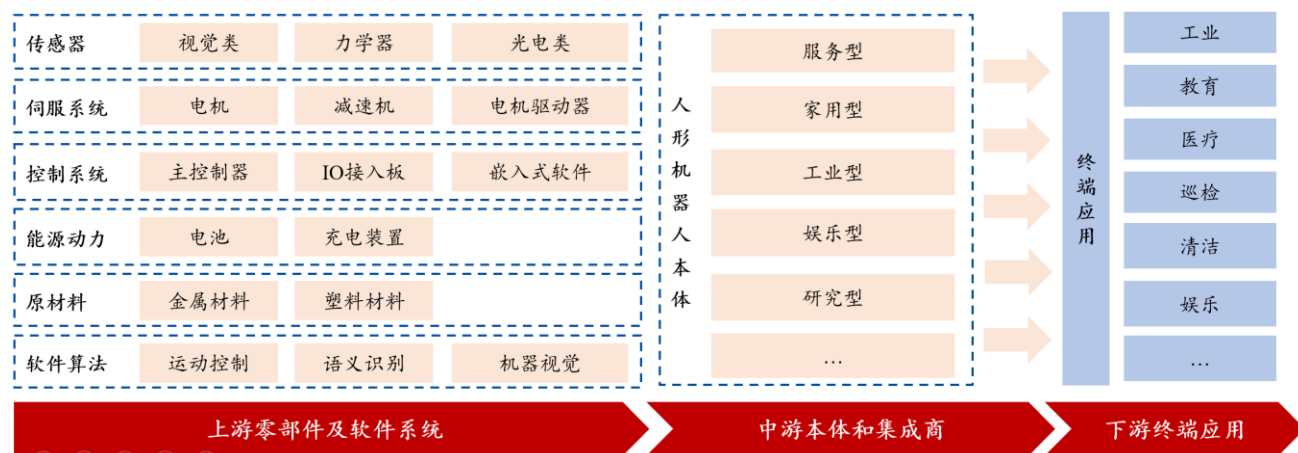 传感器 视觉类 力学器 光电类
伺服系统 电机 减速机 电机驱动器
控制系统 主控制器 IO接入板 嵌入式软件
能源动力 电池 充电装置
原材料 金属材料 塑料材料
软件算法 运动控制 语义识别 机器视觉
人形机器人本体
服务型
家用型
工业型
娱乐型
研究型
…
终端应用
工业
教育
医疗
巡检
清洁
娱乐
…
上游零部件及软件系统 中游本体和集成商 下游终端应用